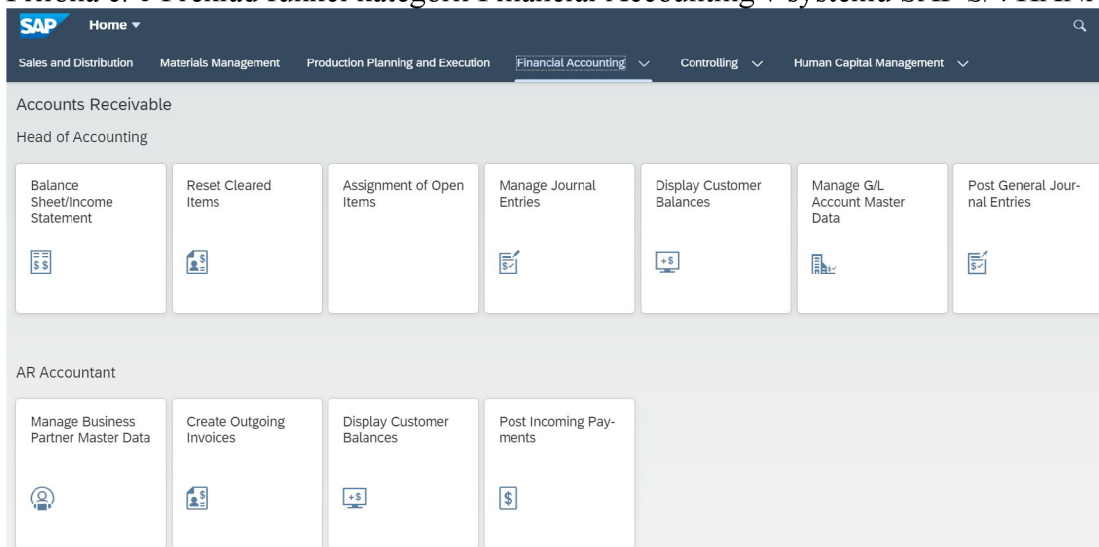 SAP Home
Sales and Distribution Materials Management Production Planning and Execution Financial Accounting Controlling Human Capital Management
Accounts Receivable
Head of Accounting
Balance
Sheet/Income
Statement
Reset Cleared
Items
Assignment of Open
Items
Manage Journal
Entries
Display Customer
Balances
Manage G/L
Account Master
Data
Post General Jour-
nal Entries
AR Accountant
Manage Business
Partner Master Data
Create Outgoing
Invoices
Display Customer
Balances
Post Incoming Pay-
ments